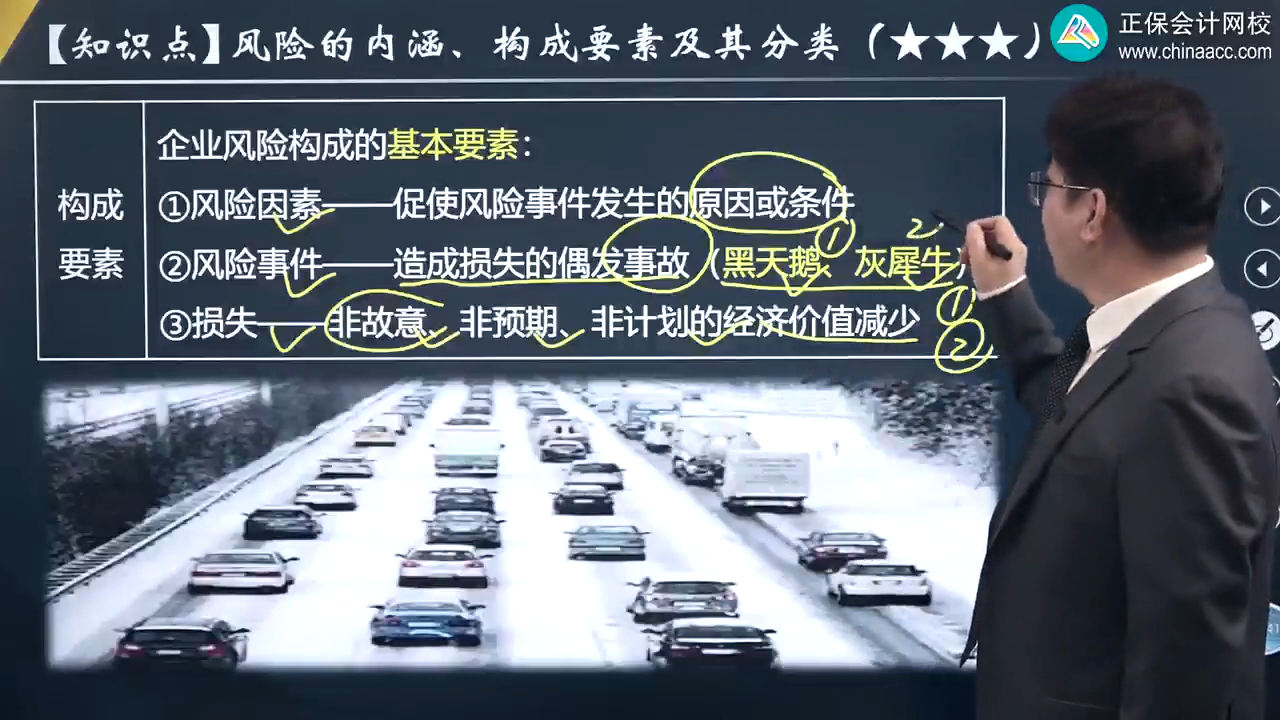 【知识点】风险的内涵、构成要素及其分类（★★★）
正保会计网校
www.chinaacc.com
构成
要素
企业风险构成的基本要素：
①风险因素——促使风险事件发生的原因或条件
②风险事件——造成损失的偶发事故（黑天鹅、灰犀牛）
③损失——非故意、非预期、非计划的经济价值减少
①
2
①
②
41